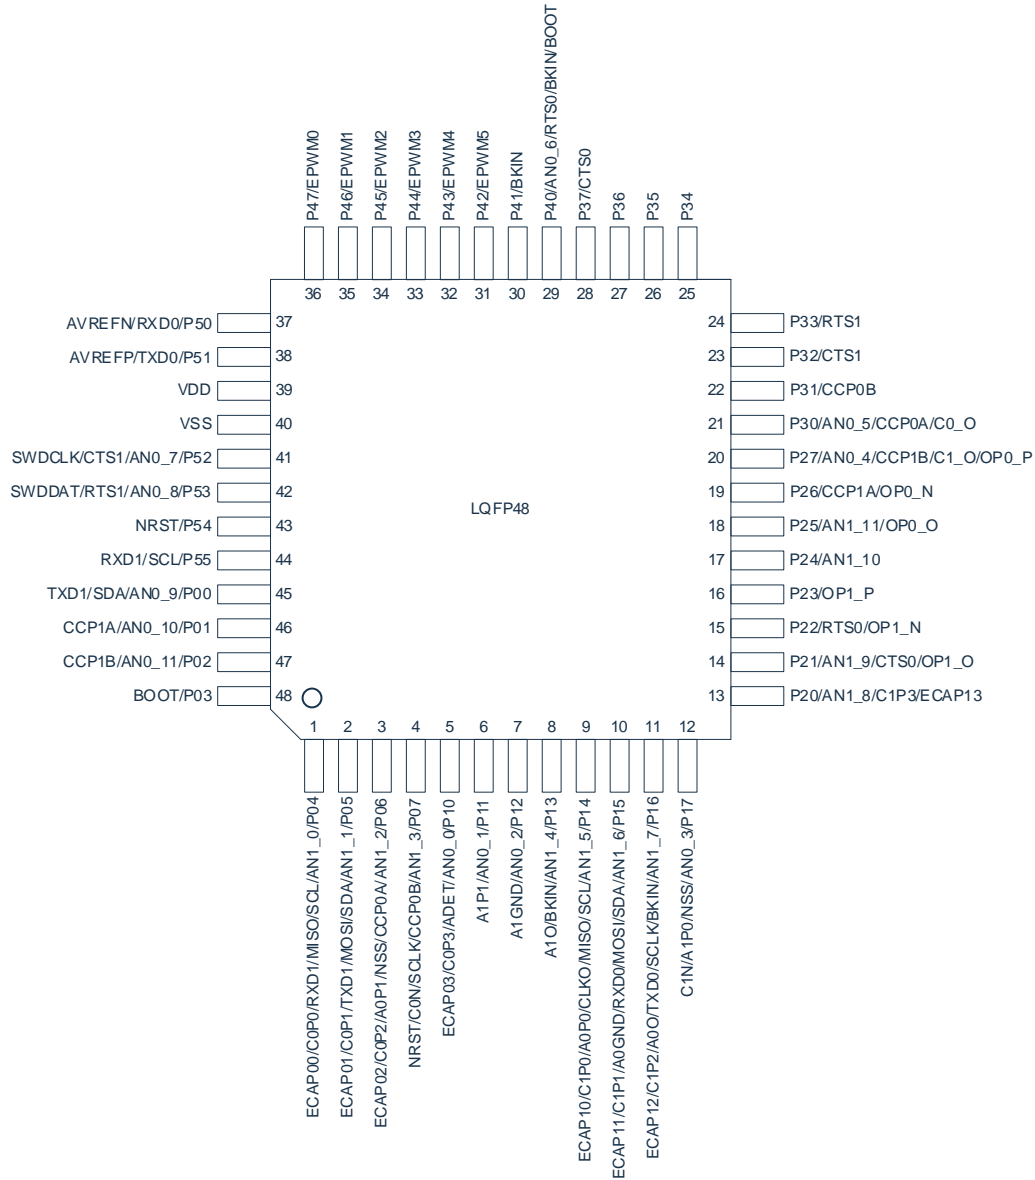 P47/EPWM0
P46/EPWM1
P45/EPWM2
P44/EPWM3
P43/EPWM4
P42/EPWM5
P41/BKIN
P40/AN0_6/RTS0/BKIN/BOOT
P37/CTS0
P36
P35
P34
36
35
34
33
32
31
30
29
28
27
26
25
AVREFN/RXD0/P50
37
AVREFP/TXD0/P51
38
VDD
39
VSS
40
SWDCLK/CTS1/AN0_7/P52
41
SWDDAT/RTS1/AN0_8/P53
42
NRST/P54
43
RXD1/SCL/P55
44
TXD1/SDA/AN0_9/P00
45
CCP1A/AN0_10/P01
46
CCP1B/AN0_11/P02
47
BOOT/P03
48
LQFP48
24
P33/RTS1
23
P32/CTS1
22
P31/CCP0B
21
P30/AN0_5/CCP0A/C0_O
20
P27/AN0_4/CCP1B/C1_O/OP0_P
19
P26/CCP1A/OP0_N
18
P25/AN1_11/OP0_O
17
P24/AN1_10
16
P23/OP1_P
15
P22/RTS0/OP1_N
14
P21/AN1_9/CTS0/OP1_O
13
P20/AN1_8/C1P3/ECAP13
1
2
3
4
5
6
7
8
9
10
11
12
ECAP00/C0P0/RXD1/MISO/SCL/AN1_0/P04
ECAP01/C0P1/TXD1/MOSI/SDA/AN1_1/P05
ECAP02/C0P2/A0P1/NSS/CCP0A/AN1_2/P06
NRST/C0N/SCLK/CCP0B/AN1_3/P07
ECAP03/C0P3/ADET/AN0_0/P10
A1P1/AN0_1/P11
A1GND/AN0_2/P12
A1O/BKIN/AN1_4/P13
ECAP10/C1P0/A0P0/CLKO/MISO/SCL/AN1_5/P14
ECAP11/C1P1/A0GND/RXD0/MOSI/SDA/AN1_6/P15
ECAP12/C1P2/A0O/TXD0/SCLK/BKIN/AN1_7/P16
C1N/A1P0/NSS/AN0_3/P17